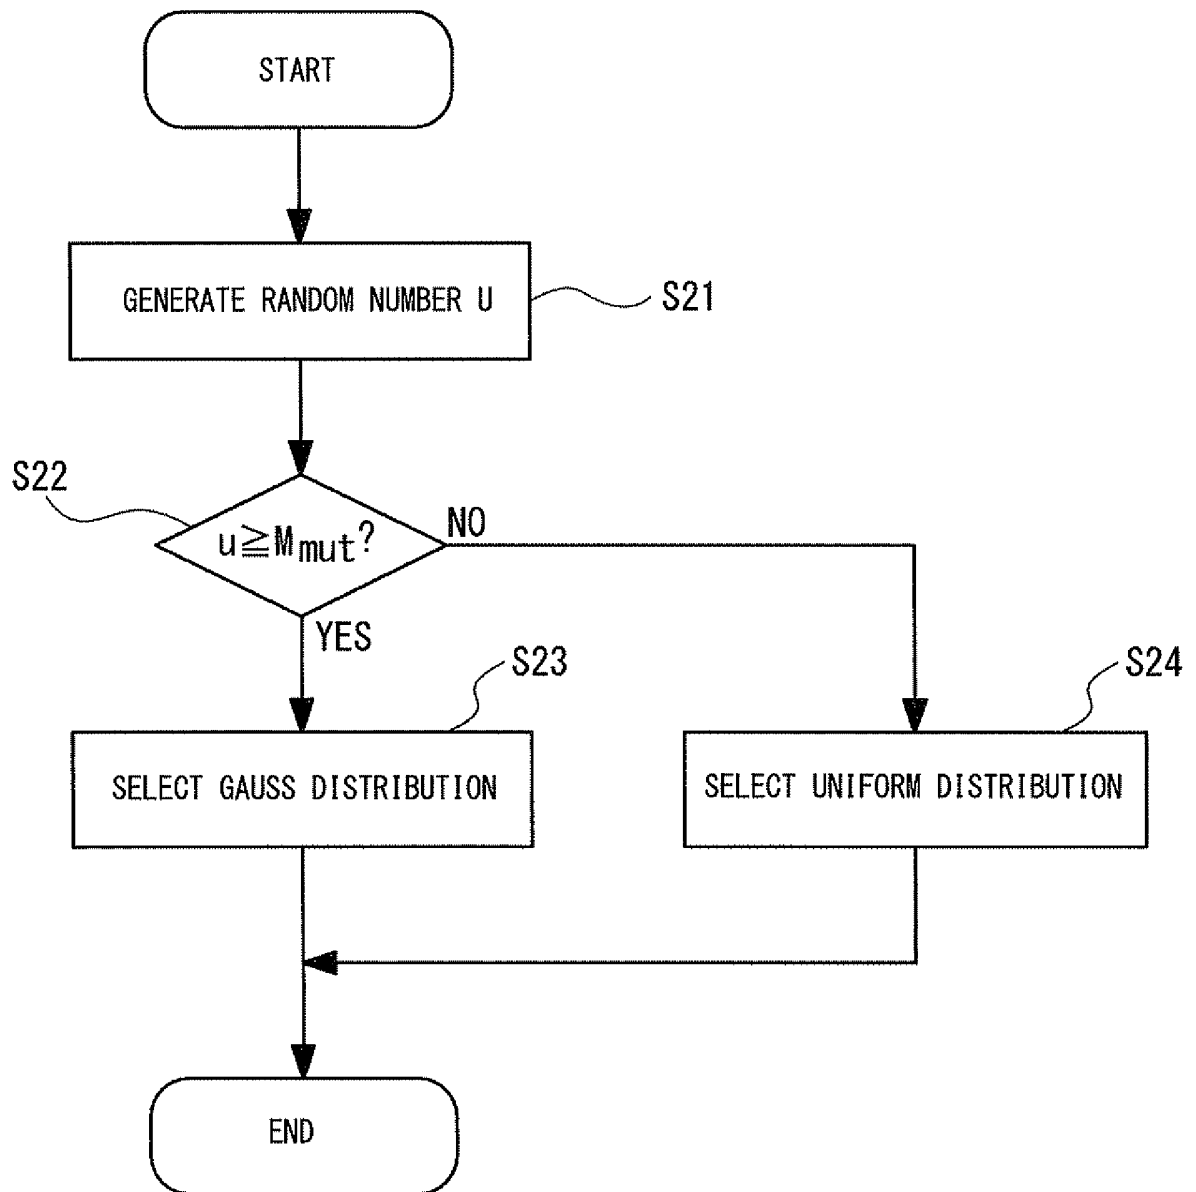 START
GENERATE RANDOM NUMBER U
S21
S22
u≧Mmut?
NO
YES
S23
S24
SELECT GAUSS DISTRIBUTION
SELECT UNIFORM DISTRIBUTION
END